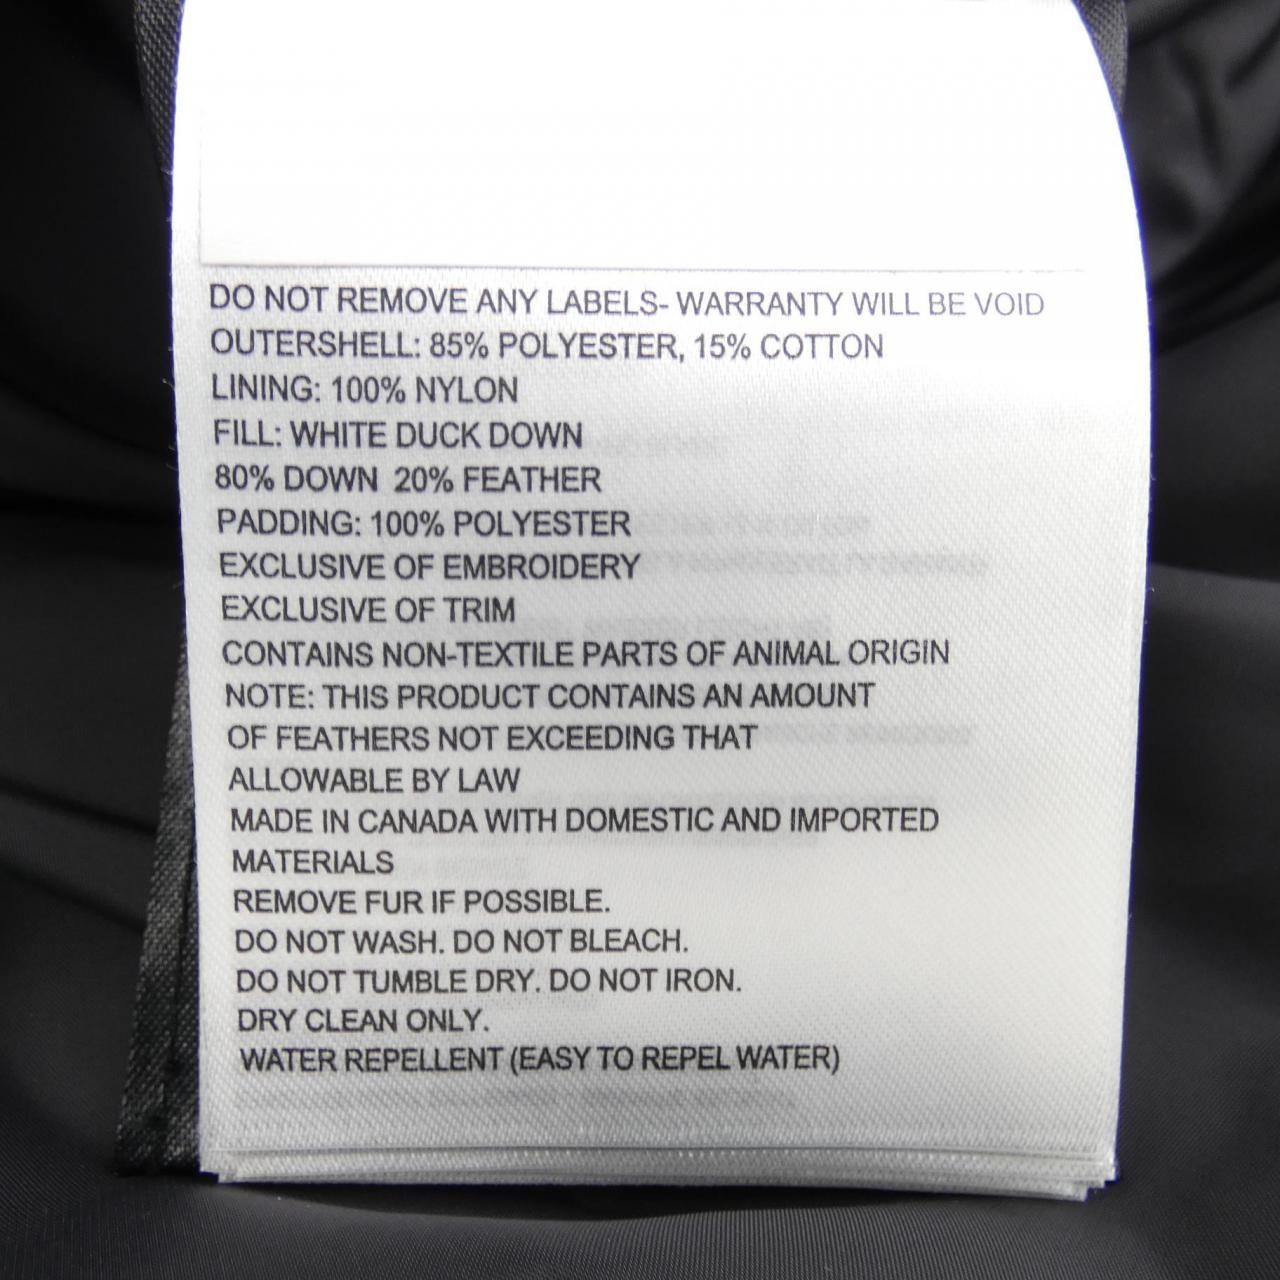 DO NOT REMOVE ANY LABELS- WARRANTY WILL BE VOID
OUTERSHELL: 85% POLYESTER, 15% COTTON
LINING: 100% NYLON
FILL: WHITE DUCK DOWN
80% DOWN  20% FEATHER
PADDING: 100% POLYESTER
EXCLUSIVE OF EMBROIDERY
EXCLUSIVE OF TRIM
CONTAINS NON-TEXTILE PARTS OF ANIMAL ORIGIN
NOTE: THIS PRODUCT CONTAINS AN AMOUNT
OF FEATHERS NOT EXCEEDING THAT
ALLOWABLE BY LAW
MADE IN CANADA WITH DOMESTIC AND IMPORTED
MATERIALS
REMOVE FUR IF POSSIBLE.
DO NOT WASH. DO NOT BLEACH.
DO NOT TUMBLE DRY. DO NOT IRON.
DRY CLEAN ONLY.
WATER REPELLENT (EASY TO REPEL WATER)